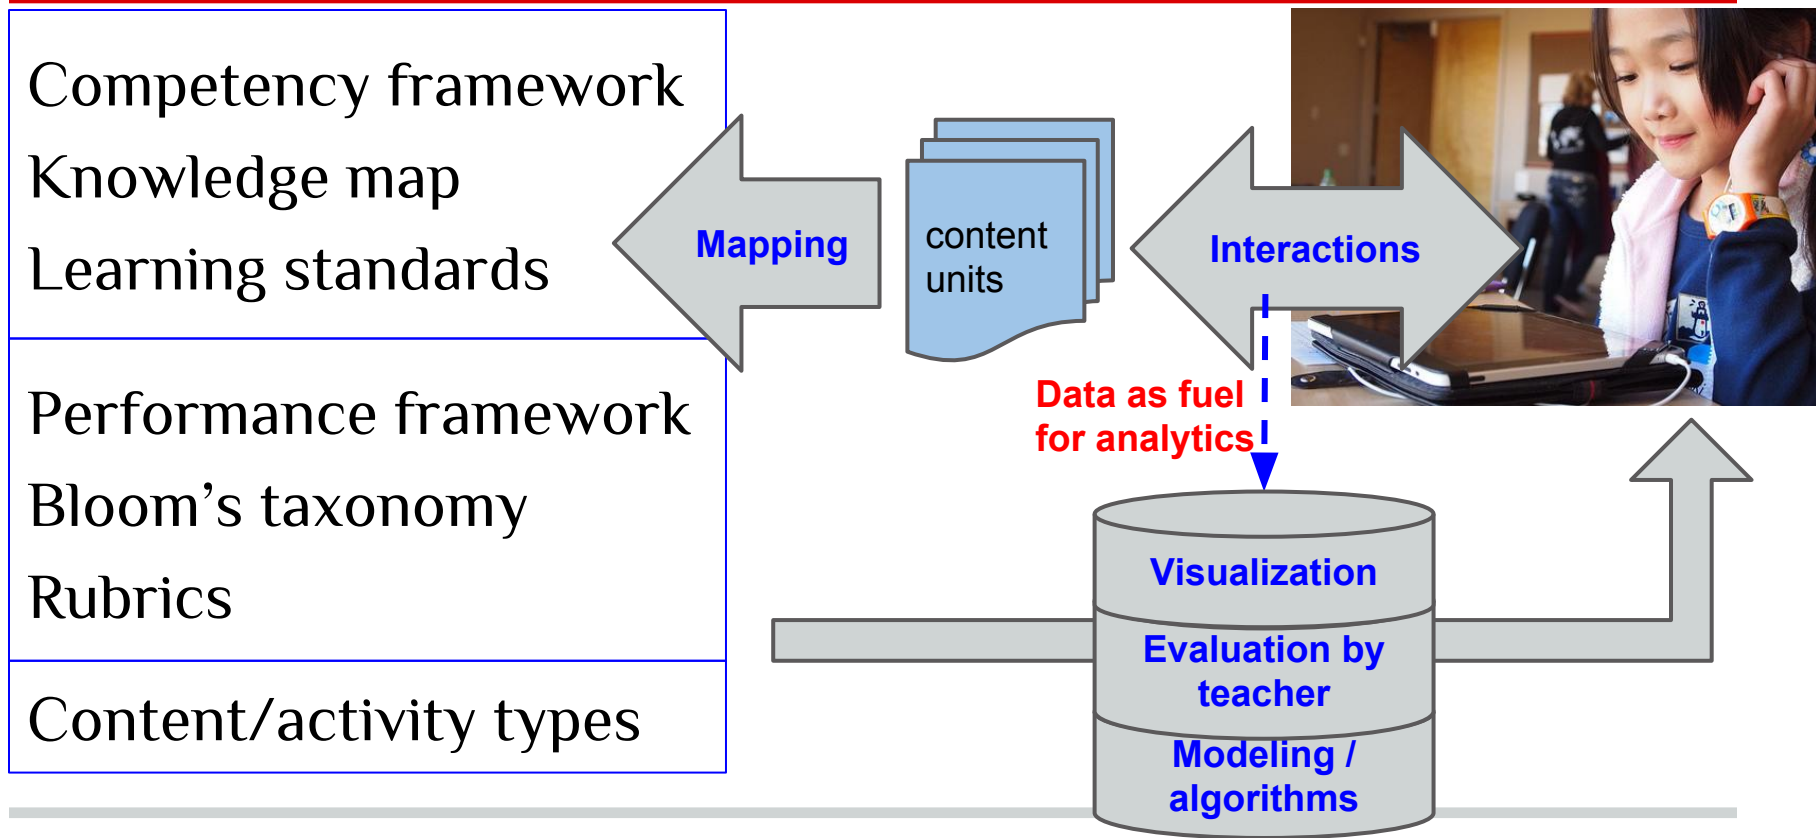 Competency framework
Knowledge map
Learning standards
Performance framework
Bloom’s taxonomy
Rubrics
Content/activity types
Mapping
content
units
Interactions
Data as fuel
for analytics
Visualization
Evaluation by
teacher
Modeling /
algorithms